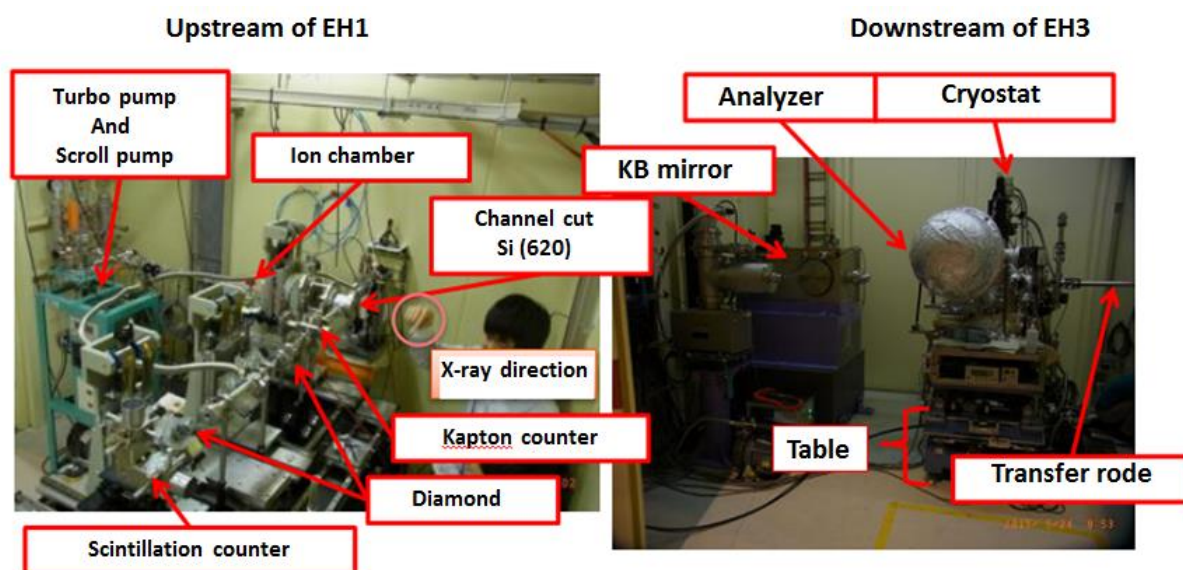 Upstream of EH1
Downstream of EH3
Turbo pump
And
Scroll pump
Ion chamber
Channel cut
Si (620)
X-ray direction
Kapton counter
Diamond
Scintillation counter
Analyzer
Cryostat
KB mirror
Table
Transfer rode